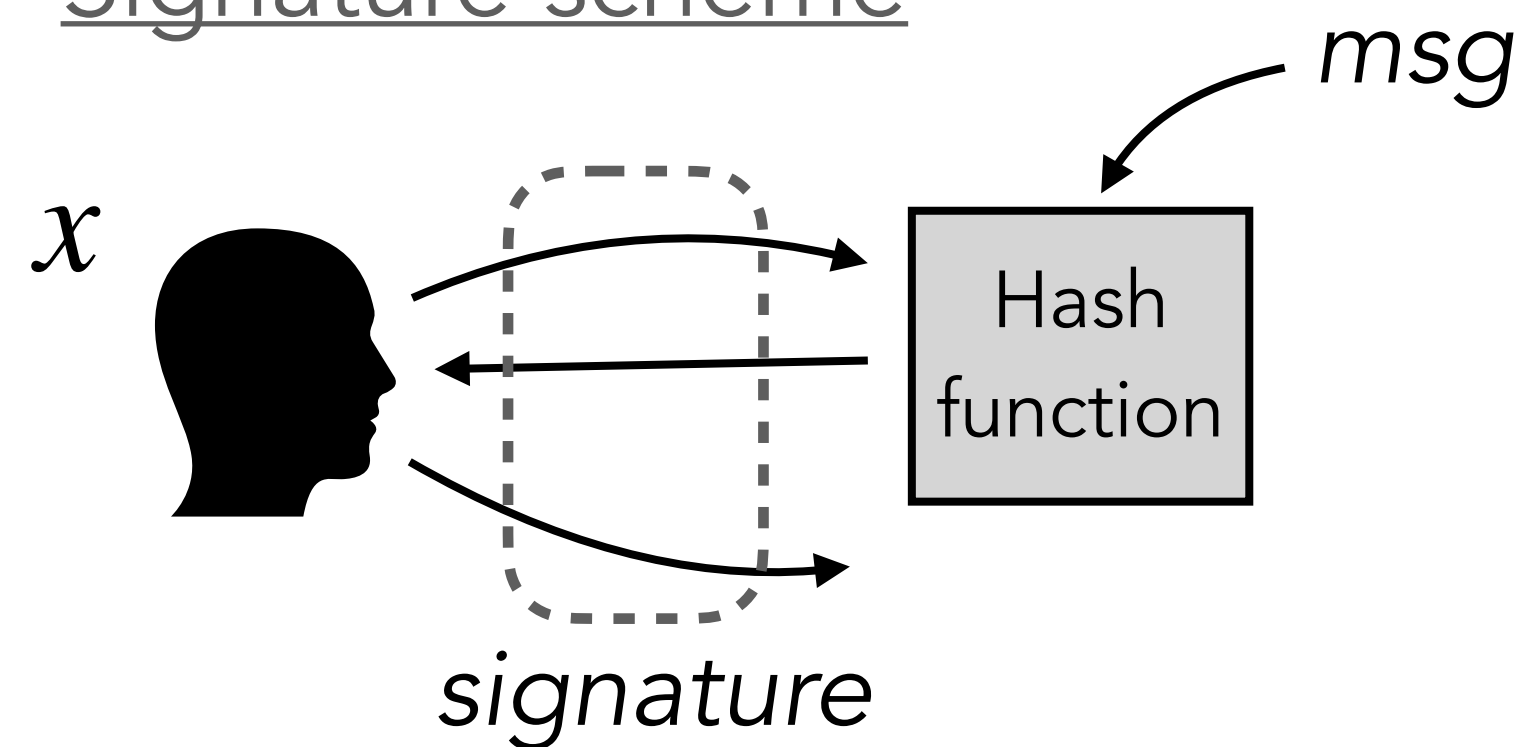 Signature scheme
msg
x
Hash
function
signature